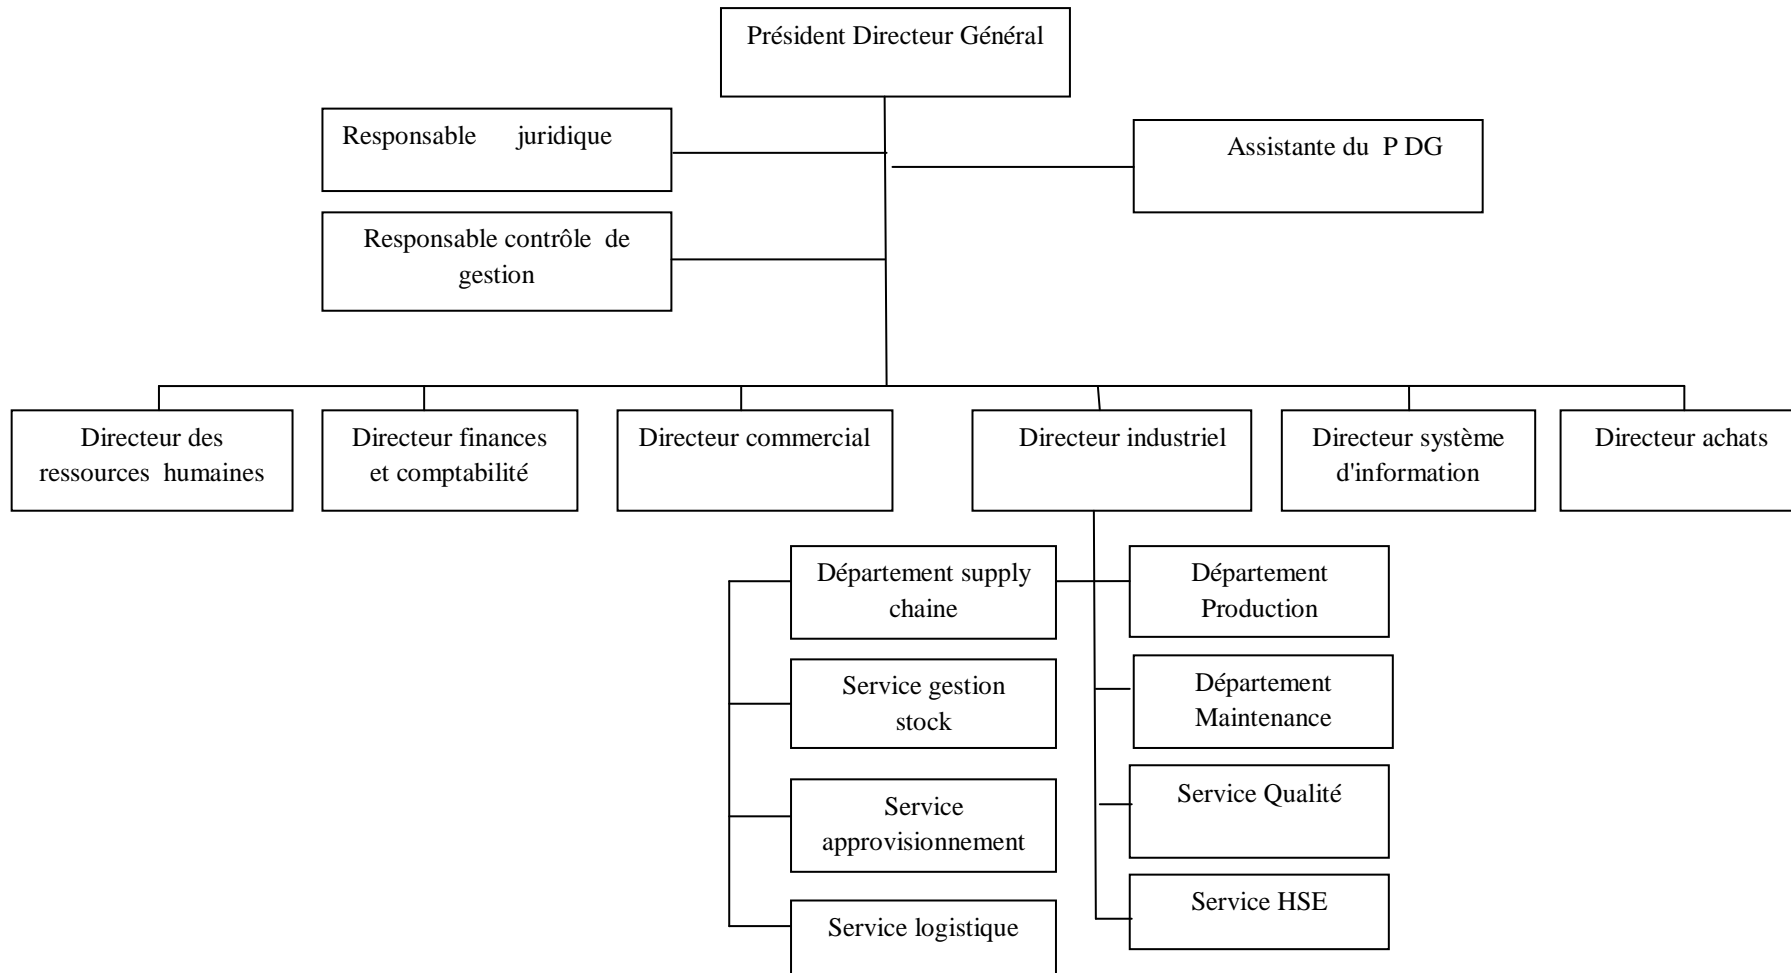 Président Directeur Général
Responsable juridique
Assistante du P DG
Responsable contrôle de
gestion
Directeur des
ressources humaines
Directeur finances
et comptabilité
Directeur commercial
Directeur industriel
Directeur système
d'information
Directeur achats
Département supply
chaine
Département
Production
Service gestion
stock
Département
Maintenance
Service
approvisionnement
Service Qualité
Service logistique
Service HSE